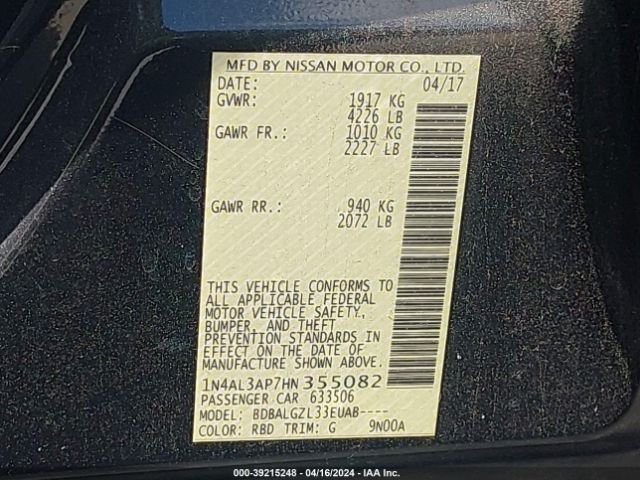 MFD BY NISSAN MOTOR CO., LTD.
DATE: 04/17
GVWR: 1917 KG
4226 LB
GAWR FR.: 1010 KG
2227 LB
GAWR RR.: 940 KG
2072 LB
THIS VEHICLE CONFORMS TO
ALL APPLICABLE FEDERAL
MOTOR VEHICLE SAFETY,
BUMPER, AND THEFT
PREVENTION STANDARDS IN
EFFECT ON THE DATE OF
MANUFACTURE SHOWN ABOVE.
1N4AL3AP7HN 355082
PASSENGER CAR 633506
MODEL: BDBALGZL33EUAB----
COLOR: RBD TRIM: G 9N00A
000-39215248 - 04/16/2024 - IAA Inc.